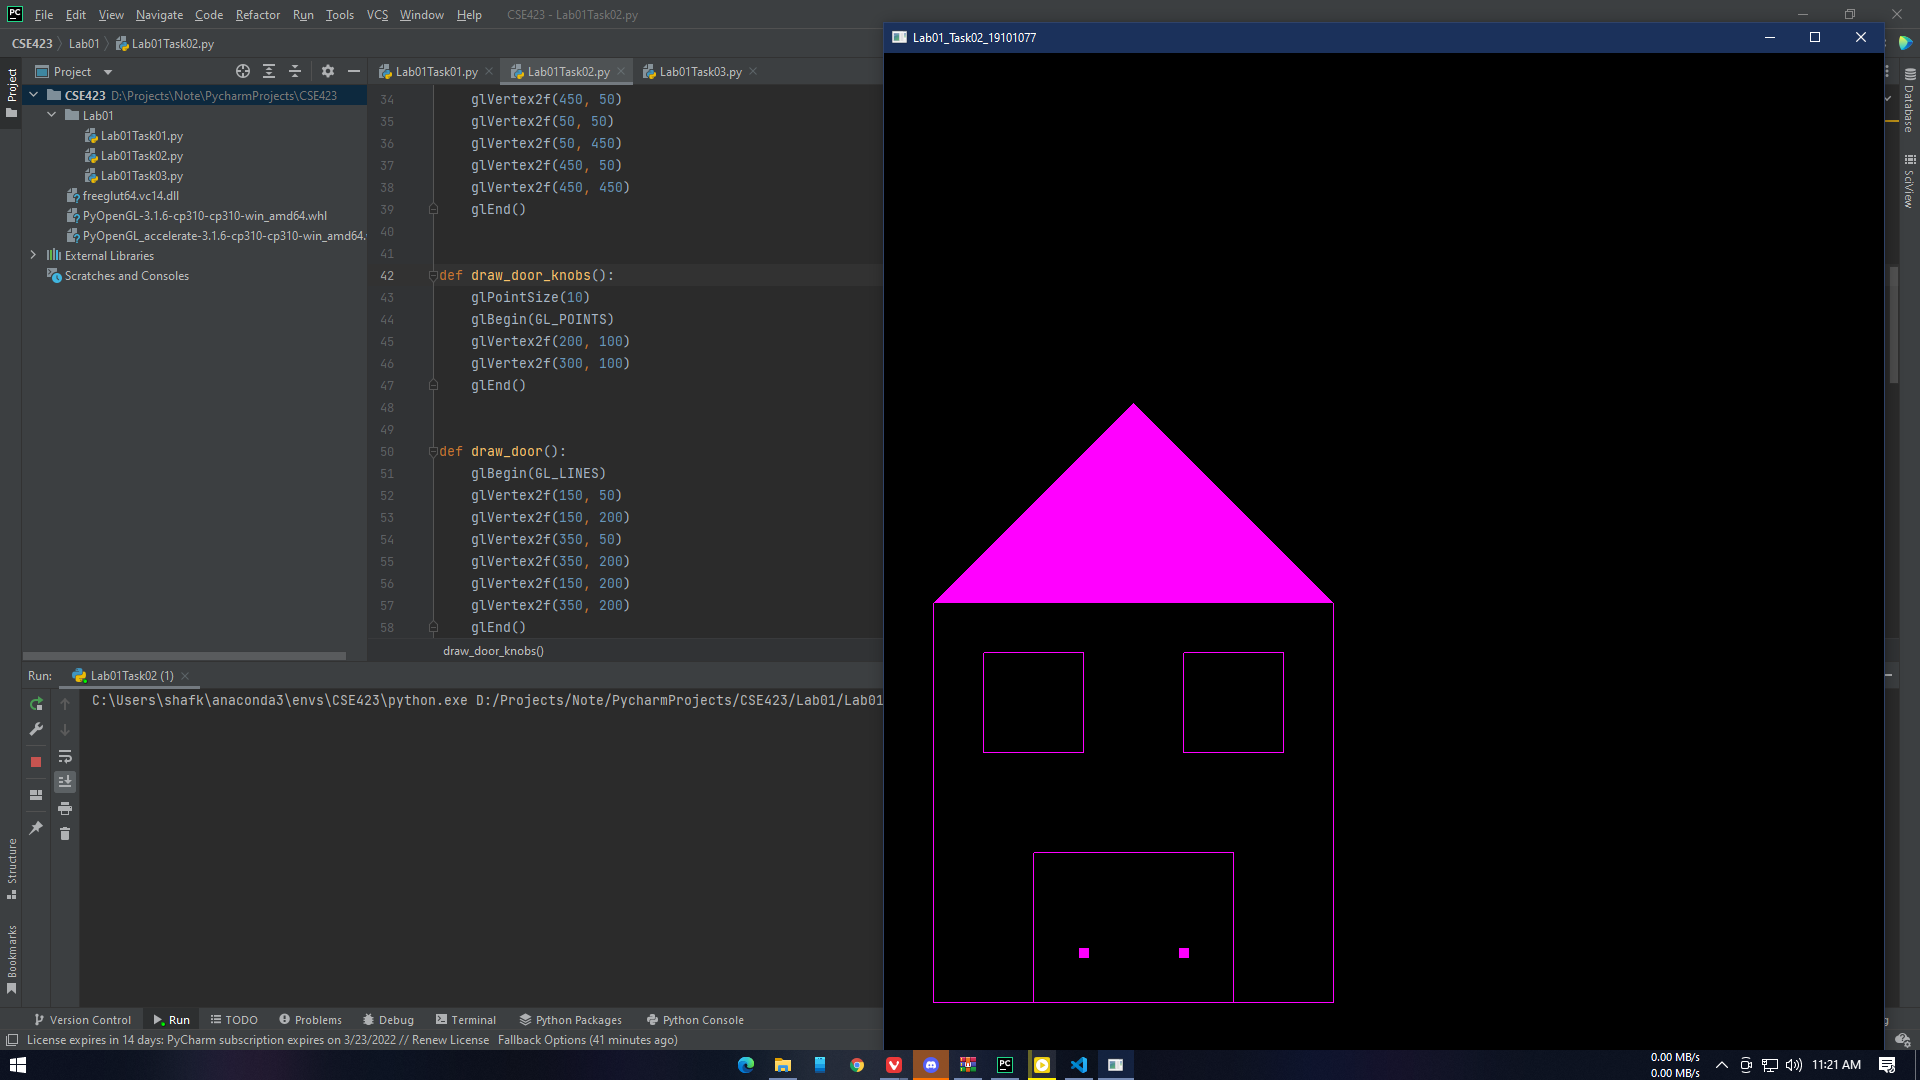 PC File Edit View Navigate Code Refactor Run Tools VCS Window Help CSE423 - Lab01Task02.py
CSE423 Lab01 Lab01Task02.py
Lab01_Task02_19101077
Project
Project
Lab01Task01.py Lab01Task02.py Lab01Task03.py
CSE423 D:\Projects\Note\PycharmProjects\CSE423
Lab01
Lab01Task01.py
Lab01Task02.py
Lab01Task03.py
freeglut64.vc14.dll
PyOpenGL-3.1.6-cp310-cp310-win_amd64.whl
PyOpenGL_accelerate-3.1.6-cp310-cp310-win_amd64.
External Libraries
Scratches and Consoles
34 glVertex2f(450, 50)
35 glVertex2f(50, 50)
36 glVertex2f(50, 450)
37 glVertex2f(450, 50)
38 glVertex2f(450, 450)
39 glEnd()
40
41
42 def draw_door_knobs():
43 glPointSize(10)
44 glBegin(GL_POINTS)
45 glVertex2f(200, 100)
46 glVertex2f(300, 100)
47 glEnd()
48
49
50 def draw_door():
51 glBegin(GL_LINES)
52 glVertex2f(150, 50)
53 glVertex2f(150, 200)
54 glVertex2f(350, 50)
55 glVertex2f(350, 200)
56 glVertex2f(150, 200)
57 glVertex2f(350, 200)
58 glEnd()
draw_door_knobs()
Database
SciView
Run: Lab01Task02 (1)
C:\Users\shafk\anaconda3\envs\CSE423\python.exe D:/Projects/Note/PycharmProjects/CSE423/Lab01/Lab01
Structure
Bookmarks
Version Control Run TODO Problems Debug Terminal Python Packages Python Console
License expires in 14 days: PyCharm subscription expires on 3/23/2022 // Renew License Fallback Options (41 minutes ago)
0.00 MB/s
0.00 MB/s
PC
11:21 AM